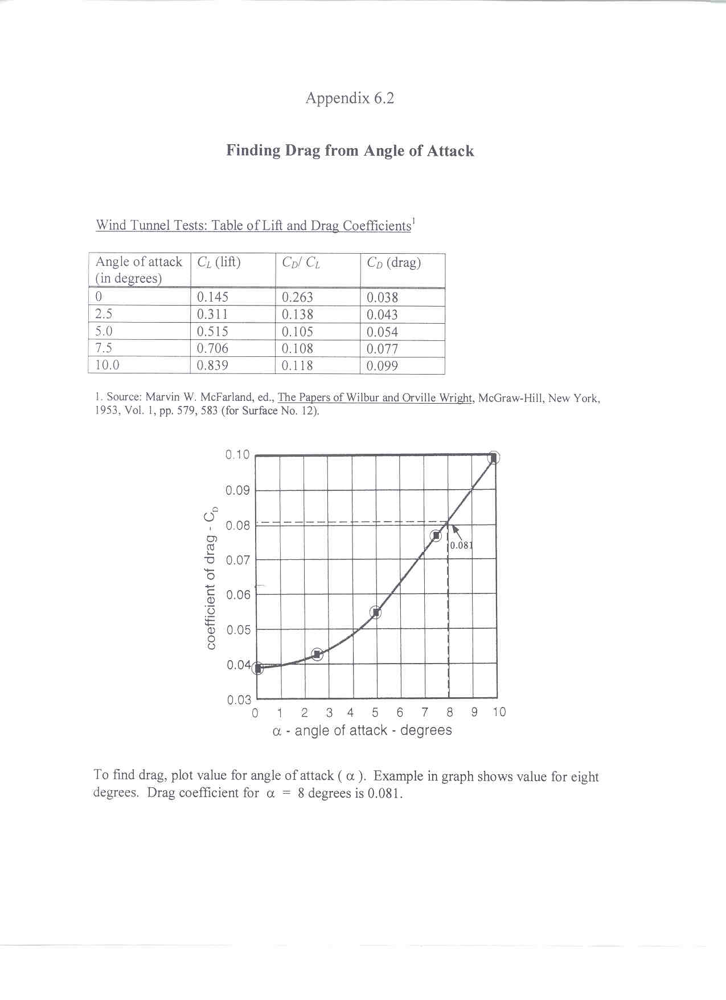 Appendix 6.2
Finding Drag from Angle of Attack
Wind Tunnel Tests: Table of Lift and Drag Coefficients1
Angle of attack (in degrees) CL (lift) CD/ CL CD (drag)
0 0.145 0.263 0.038
2.5 0.311 0.138 0.043
5.0 0.515 0.105 0.054
7.5 0.706 0.108 0.077
10.0 0.839 0.118 0.099
1. Source: Marvin W. McFarland, ed., The Papers of Wilbur and Orville Wright, McGraw-Hill, New York,
1953, Vol. 1, pp. 579, 583 (for Surface No. 12).
0.10
0.09
0.08
0.07
0.06
0.05
0.04
0.03
coefficient of drag - CD
0.081
0 1 2 3 4 5 6 7 8 9 10
α - angle of attack - degrees
To find drag, plot value for angle of attack ( α ). Example in graph shows value for eight
degrees. Drag coefficient for α = 8 degrees is 0.081.